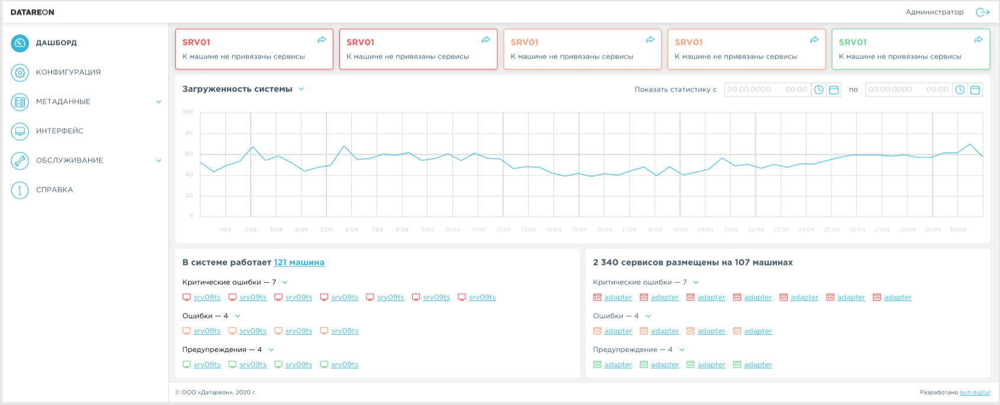 DATAREON
Администратор
ДАШБОРД
КОНФИГУРАЦИЯ
МЕТАДАННЫЕ
ИНТЕРФЕЙС
ОБСЛУЖИВАНИЕ
СПРАВКА
SRV01
К машине не привязаны сервисы
SRV01
К машине не привязаны сервисы
SRV01
К машине не привязаны сервисы
SRV01
К машине не привязаны сервисы
SRV01
К машине не привязаны сервисы
Загруженность системы
Показать статистику с 00.00.0000 00:00 по 00.00.0000 00:00
100
80
60
40
20
0
1.04 2.04 3.04 4.04 5.04 6.04 7.04 8.04 9.04 10.04 11.04 12.04 13.04 14.04 15.04 16.04 17.04 18.04 19.04 20.04 21.04 22.04 23.04 24.04 25.04 26.04 27.04 28.04 29.04 30.04
В системе работает 121 машина
Критические ошибки — 7
srv09ts srv09ts srv09ts srv09ts srv09ts srv09ts srv09ts
Ошибки — 4
srv09ts srv09ts srv09ts srv09ts
Предупреждения — 4
srv09ts srv09ts srv09ts srv09ts
2 340 сервисов размещены на 107 машинах
Критические ошибки — 7
adapter adapter adapter adapter adapter adapter adapter
Ошибки — 4
adapter adapter adapter adapter
Предупреждения — 4
adapter adapter adapter adapter
© ООО «Датареон», 2020 г.
Разработано lesh.digital